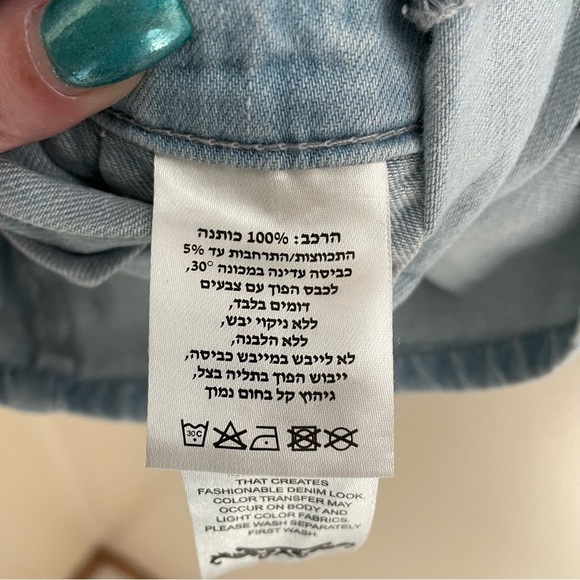 הרכב: 100% כותנה
התכווצות/התרחבות עד 5%
כביסה עדינה במכונה 30°,
לכבס הפוך עם צבעים
דומים בלבד,
ללא ניקוי יבש,
ללא הלבנה,
לא לייבש במייבש כביסה,
ייבוש הפוך בתליה בצל,
גיהוץ קל בחום נמוך
30C
THAT CREATES
FASHIONABLE DENIM LOOK.
COLOR TRANSFER MAY
OCCUR ON BODY AND
LIGHT COLOR FABRICS.
PLEASE WASH SEPARATELY
FIRST WASH.